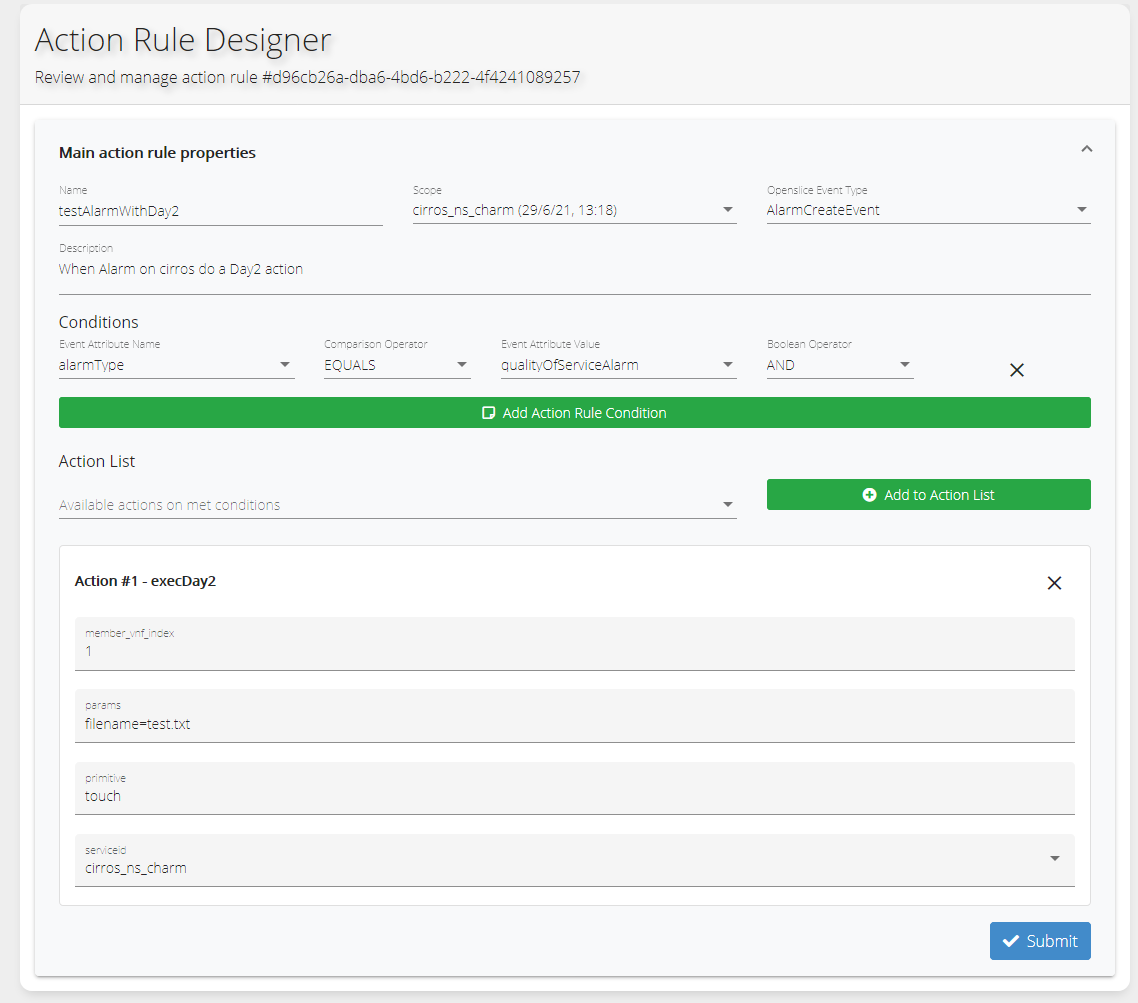 Action Rule Designer
Review and manage action rule #d96cb26a-dba6-4bd6-b222-4f4241089257
Main action rule properties
Name
testAlarmWithDay2
Scope
cirros_ns_charm (29/6/21, 13:18)
Openslice Event Type
AlarmCreateEvent
Description
When Alarm on cirros do a Day2 action
Conditions
Event Attribute Name
alarmType
Comparison Operator
EQUALS
Event Attribute Value
qualityOfServiceAlarm
Boolean Operator
AND
Add Action Rule Condition
Action List
Available actions on met conditions
Add to Action List
Action #1 - execDay2
member_vnf_index
1
params
filename=test.txt
primitive
touch
serviceid
cirros_ns_charm
Submit